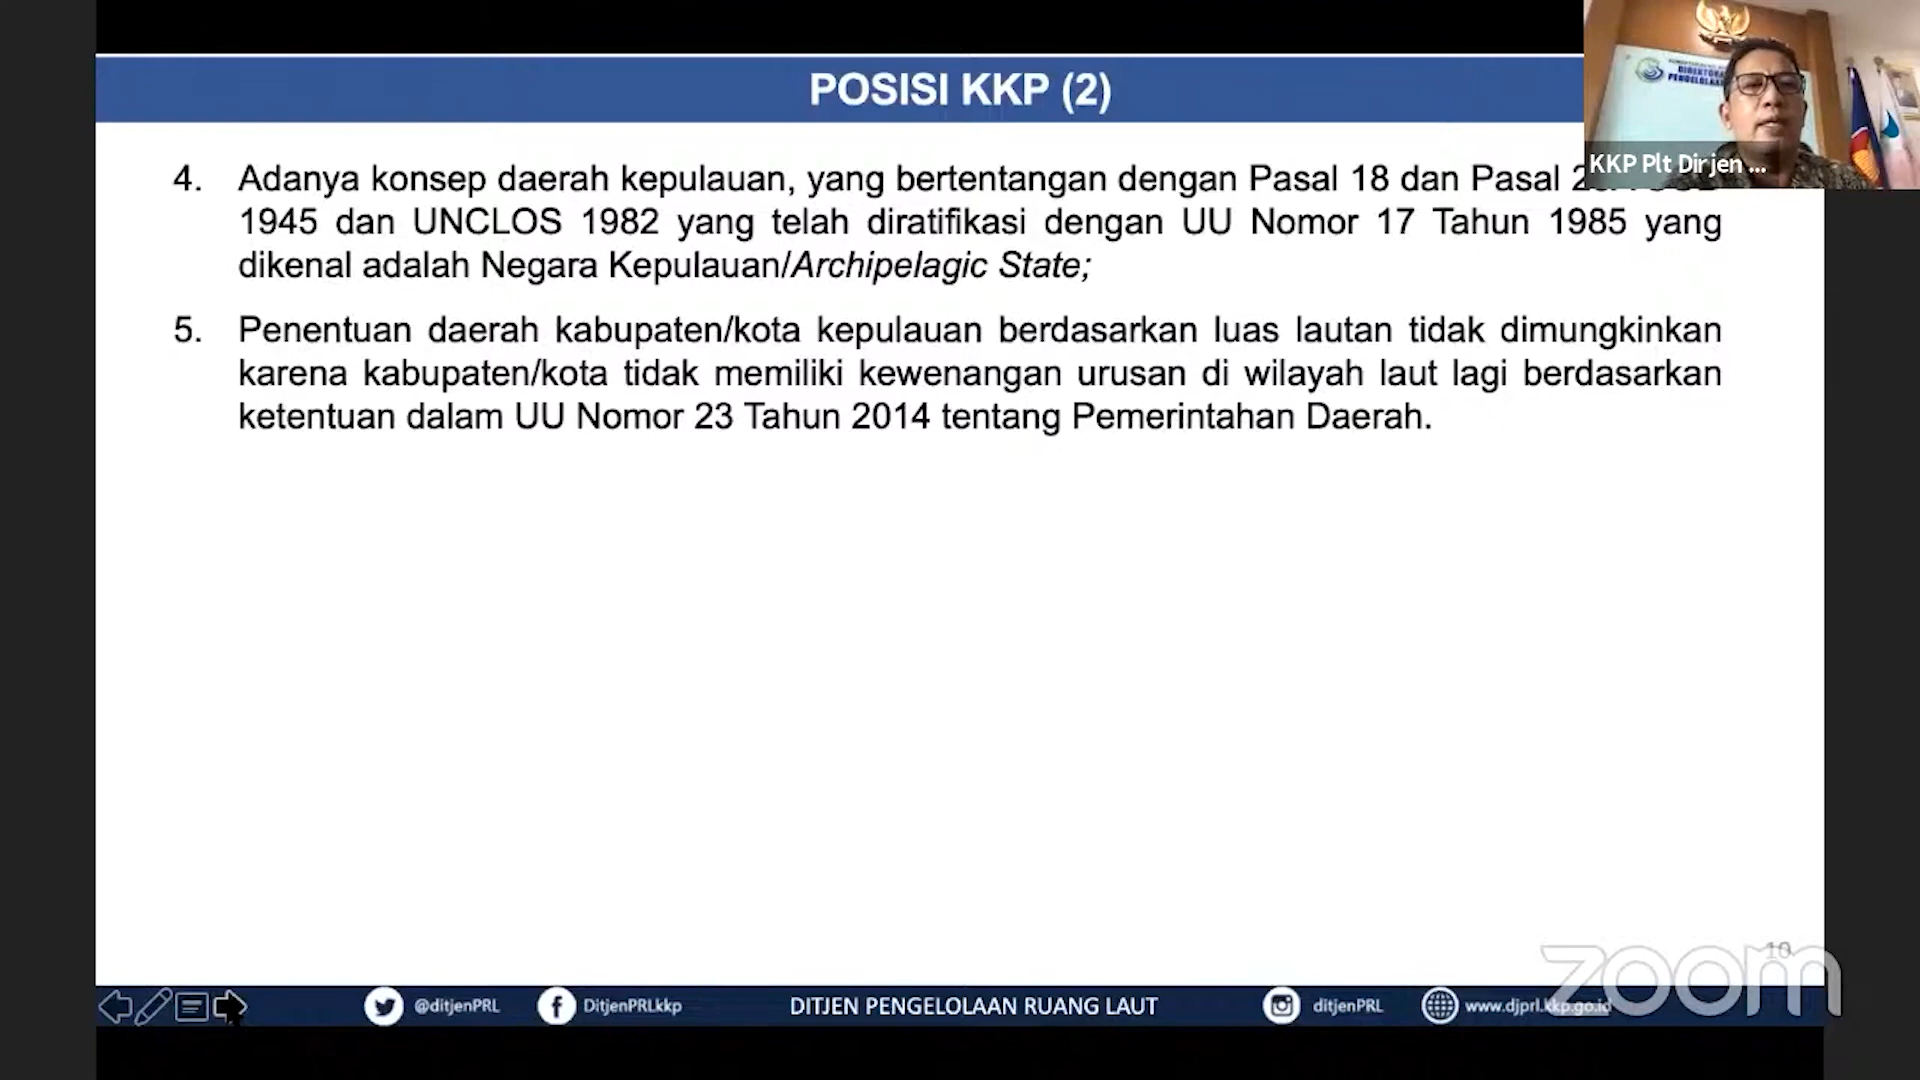 POSISI KKP (2)
KKP Plt Dirjen ...
4. Adanya konsep daerah kepulauan, yang bertentangan dengan Pasal 18 dan Pasal
1945 dan UNCLOS 1982 yang telah diratifikasi dengan UU Nomor 17 Tahun 1985 yang
dikenal adalah Negara Kepulauan/Archipelagic State;
5. Penentuan daerah kabupaten/kota kepulauan berdasarkan luas lautan tidak dimungkinkan
karena kabupaten/kota tidak memiliki kewenangan urusan di wilayah laut lagi berdasarkan
ketentuan dalam UU Nomor 23 Tahun 2014 tentang Pemerintahan Daerah.
10
zoom
@ditjenPRL DitjenPRLkkp DITJEN PENGELOLAAN RUANG LAUT ditjenPRL www.djprl.kkp.go.id